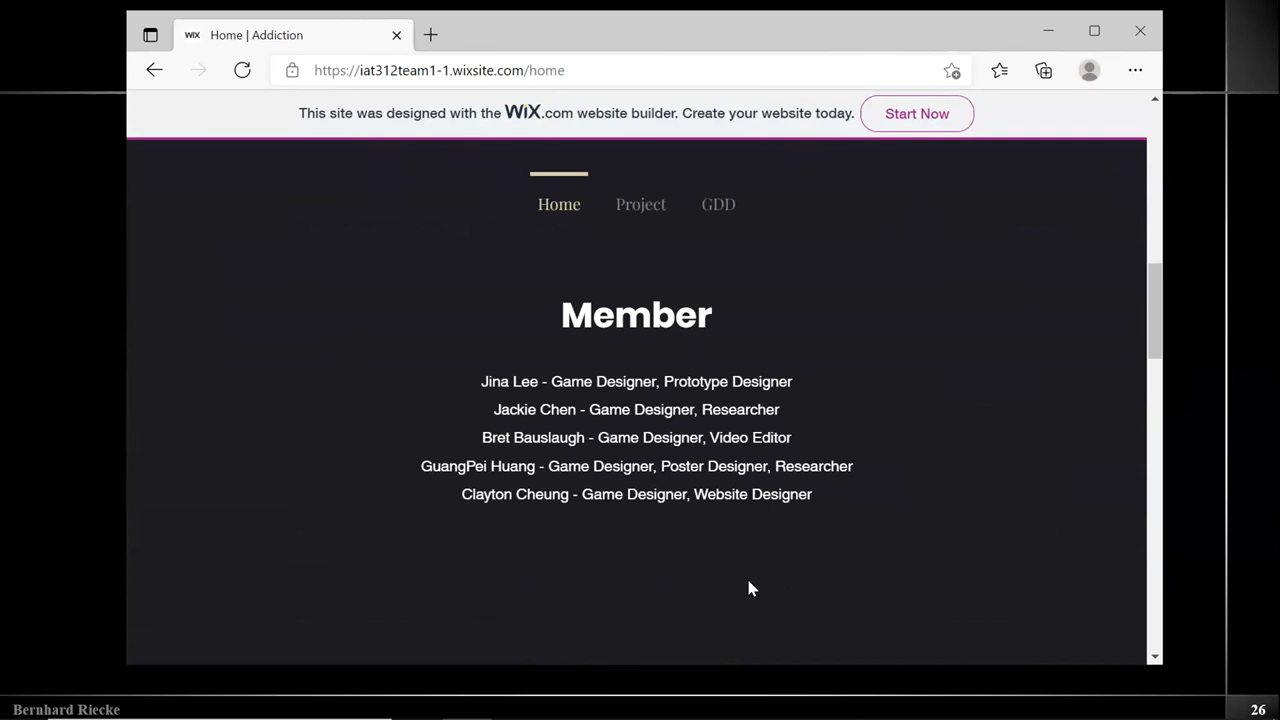 WiX Home | Addiction
https://iat312team1-1.wixsite.com/home
This site was designed with the WiX.com website builder. Create your website today. Start Now
Home Project GDD
Member
Jina Lee - Game Designer, Prototype Designer
Jackie Chen - Game Designer, Researcher
Bret Bauslaugh - Game Designer, Video Editor
GuangPei Huang - Game Designer, Poster Designer, Researcher
Clayton Cheung - Game Designer, Website Designer
Bernhard Riecke 26